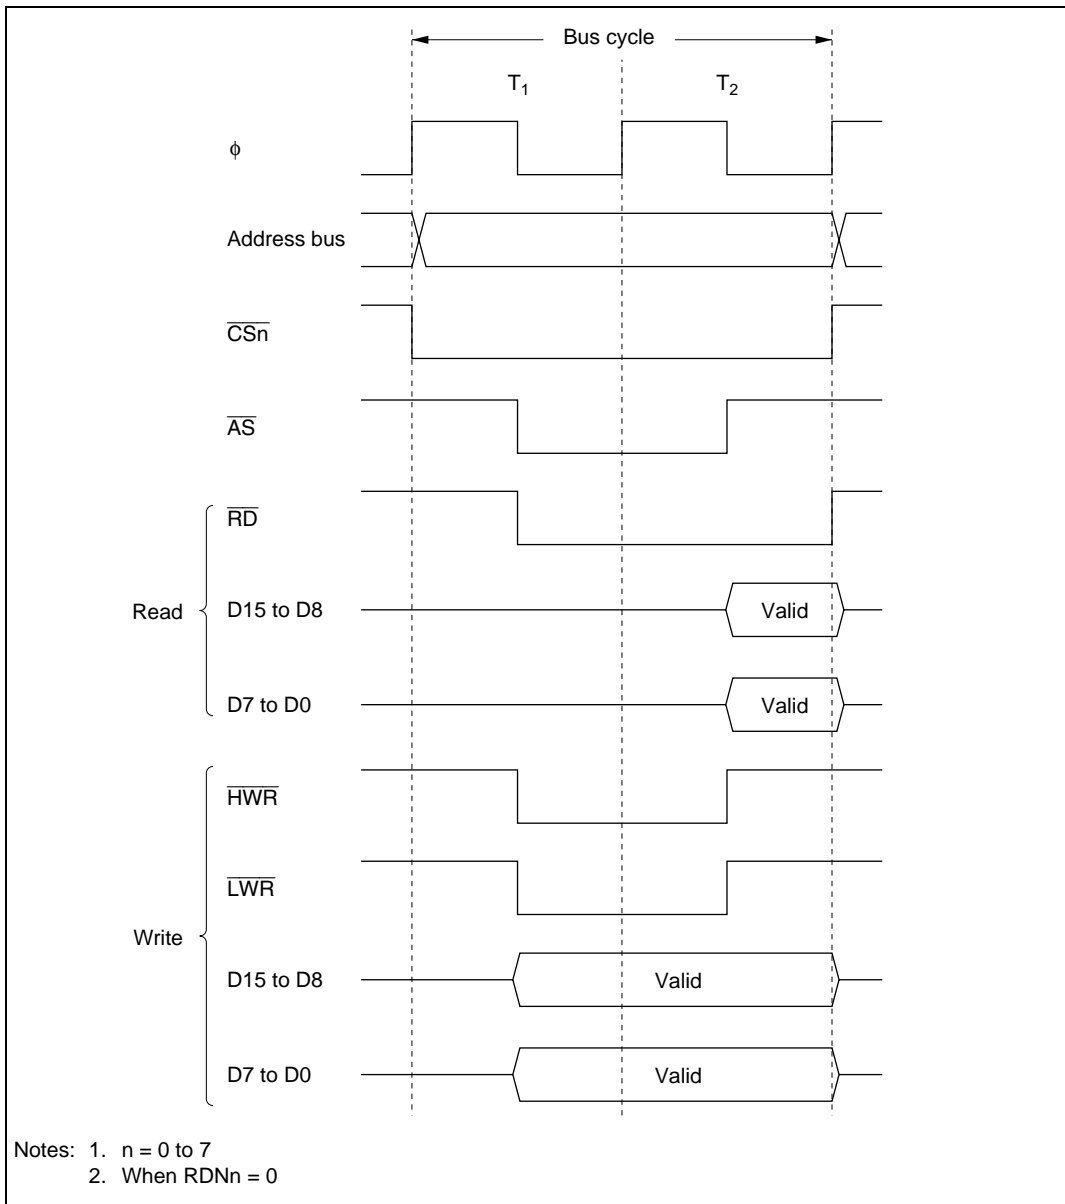 Bus cycle
T1 T2
ϕ
Address bus
CSn
AS
RD
Read
D15 to D8 Valid
D7 to D0 Valid
HWR
LWR
Write
D15 to D8 Valid
D7 to D0 Valid
Notes: 1. n = 0 to 7
2. When RDNn = 0